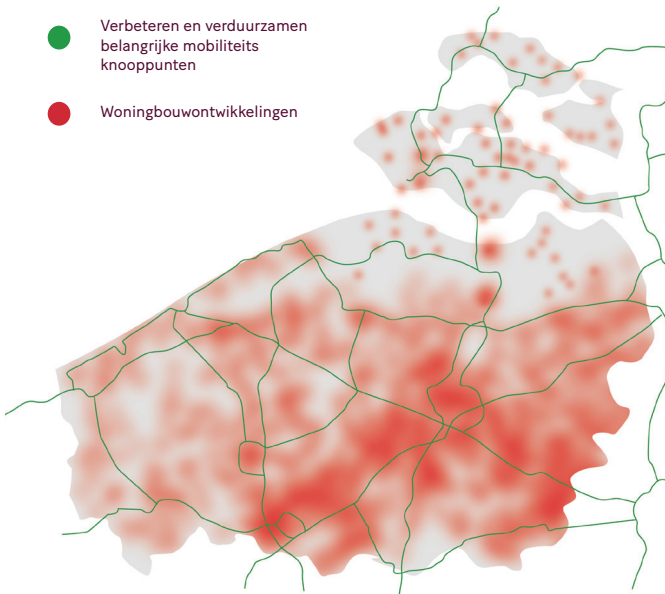 Verbeteren en verduurzamen
belangrijke mobiliteits
knooppunten
Woningbouwontwikkelingen